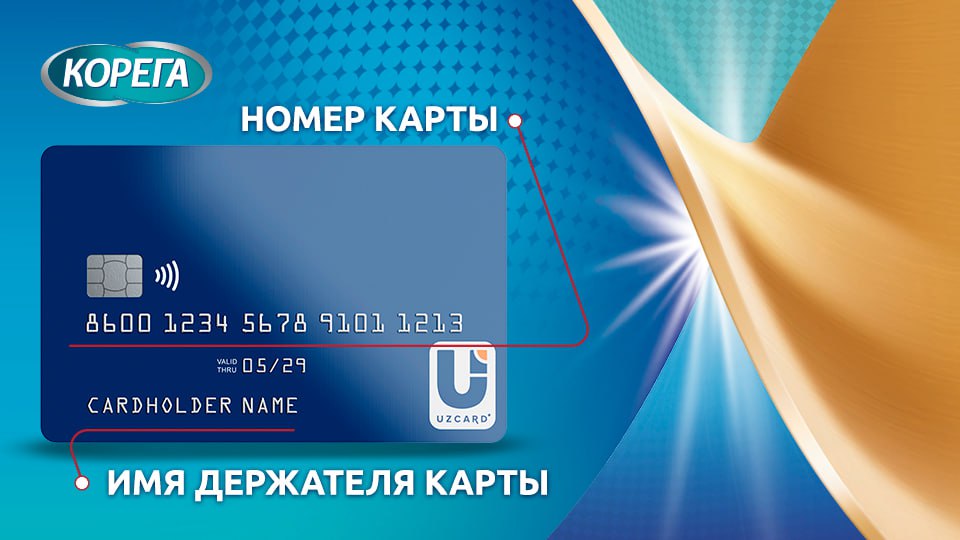 КОРЕГА
НОМЕР КАРТЫ
8600 1234 5678 9101 1213
VALID
THRU 05/29
CARDHOLDER NAME
UZCARD
ИМЯ ДЕРЖАТЕЛЯ КАРТЫ